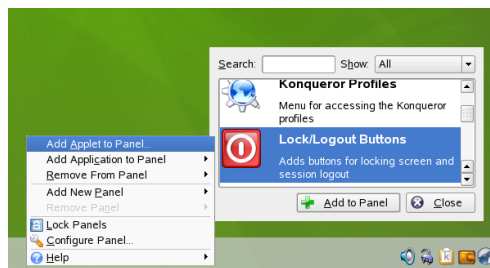 Search:
Show: All
Konqueror Profiles
Menu for accessing the Konqueror
profiles
Lock/Logout Buttons
Adds buttons for locking screen and
session logout
Add to Panel
Close
Add Applet to Panel...
Add Application to Panel
Remove From Panel
Add New Panel
Remove Panel
Lock Panels
Configure Panel...
Help